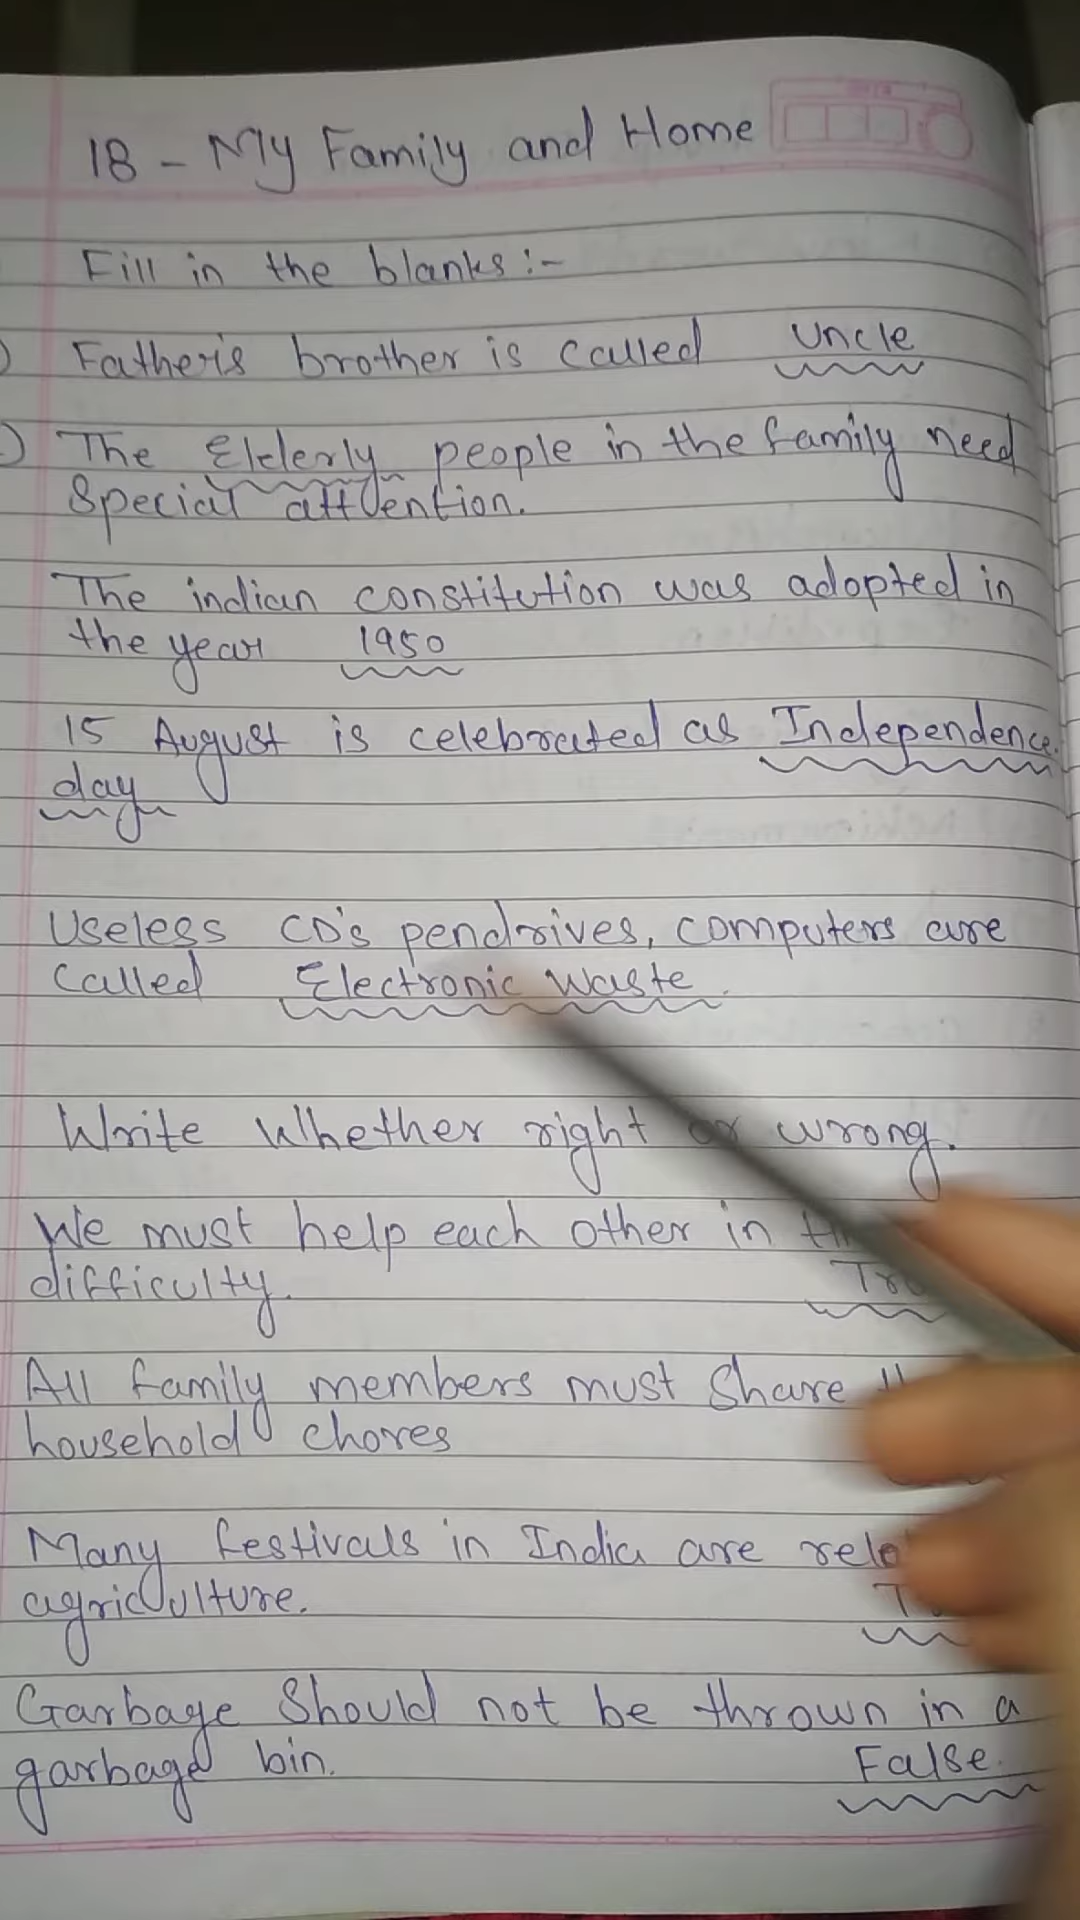 18 - My Family and Home
Fill in the blanks :-
Father's brother is called Uncle
The Elderly people in the family need
Special attention.
The indian constitution was adopted in
the year 1950
15 August is celebrated as Independence
day
Useless CD's pendrives, computers are
called Electronic Waste.
Write Whether right or wrong.
We must help each other in
difficulty.
All family members must Share
household chores
Many festivals in India are
agriculture.
Garbage Should not be thrown in a
garbage bin. False.